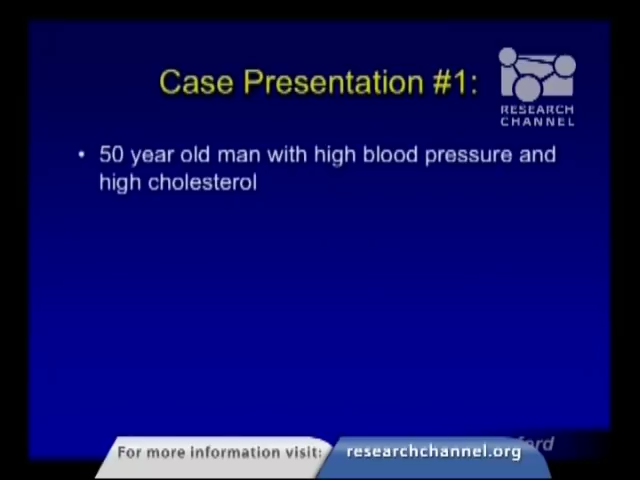 Case Presentation #1:
RESEARCH
CHANNEL
• 50 year old man with high blood pressure and
high cholesterol
For more information visit: researchchannel.org